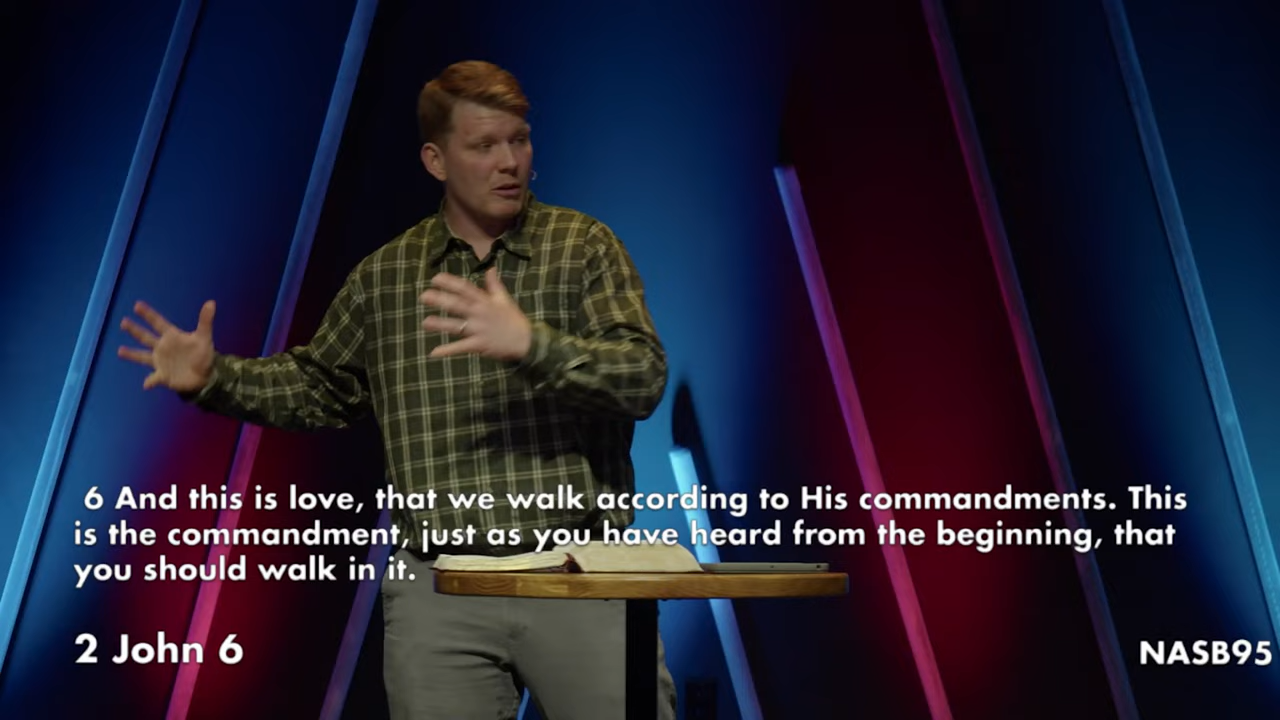 6 And this is love, that we walk according to His commandments. This
is the commandment, just as you have heard from the beginning, that
you should walk in it.
2 John 6
NASB95